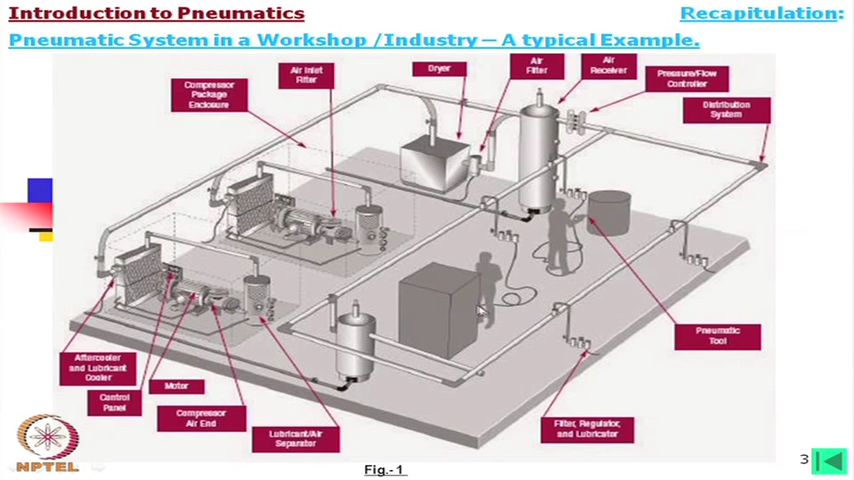 Introduction to Pneumatics
Recapitulation:
Pneumatic System in a Workshop /Industry – A typical Example.
Compressor
Package
Enclosure
Air Inlet
Filter
Dryer
Air
Filter
Air
Receiver
Pressure/Flow
Controller
Distribution
System
Aftercooler
and Lubricant
Cooler
Control
Panel
Motor
Compressor
Air End
Lubricant/Air
Separator
Filter, Regulator,
and Lubricator
Pneumatic
Tool
NPTEL
Fig.-1
3